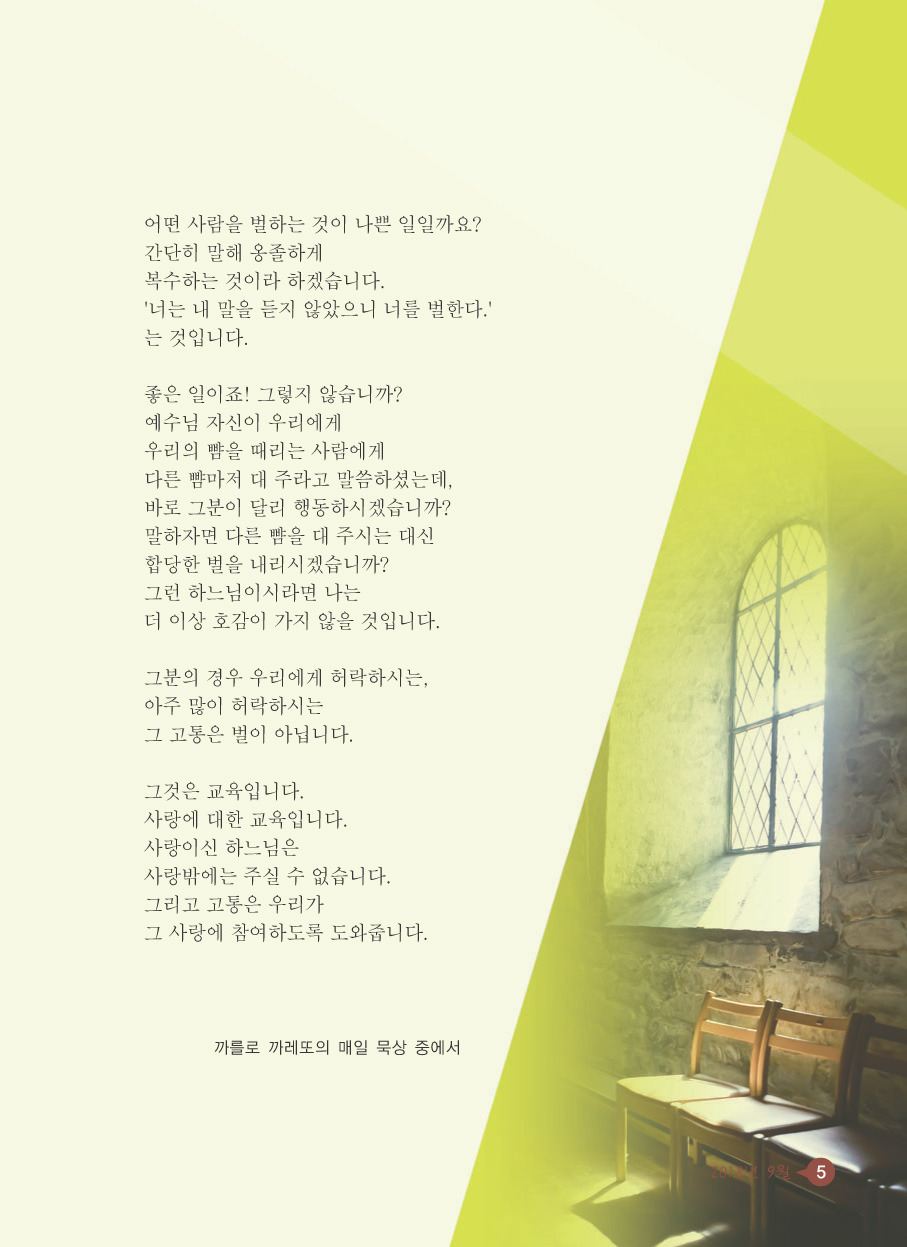 어떤 사람을 벌하는 것이 나쁜 일일까요?
간단히 말해 옹졸하게
복수하는 것이라 하겠습니다.
'너는 내 말을 듣지 않았으니 너를 벌한다.'
는 것입니다.
좋은 일이죠! 그렇지 않습니까?
예수님 자신이 우리에게
우리의 뺨을 때리는 사람에게
다른 뺨마저 대 주라고 말씀하셨는데,
바로 그분이 달리 행동하시겠습니까?
말하자면 다른 뺨을 대 주시는 대신
합당한 벌을 내리시겠습니까?
그런 하느님이시라면 나는
더 이상 호감이 가지 않을 것입니다.
그분의 경우 우리에게 허락하시는,
아주 많이 허락하시는
그 고통은 벌이 아닙니다.
그것은 교육입니다.
사랑에 대한 교육입니다.
사랑이신 하느님은
사랑밖에는 주실 수 없습니다.
그리고 고통은 우리가
그 사랑에 참여하도록 도와줍니다.
까를로 까레또의 매일 묵상 중에서
9월 5